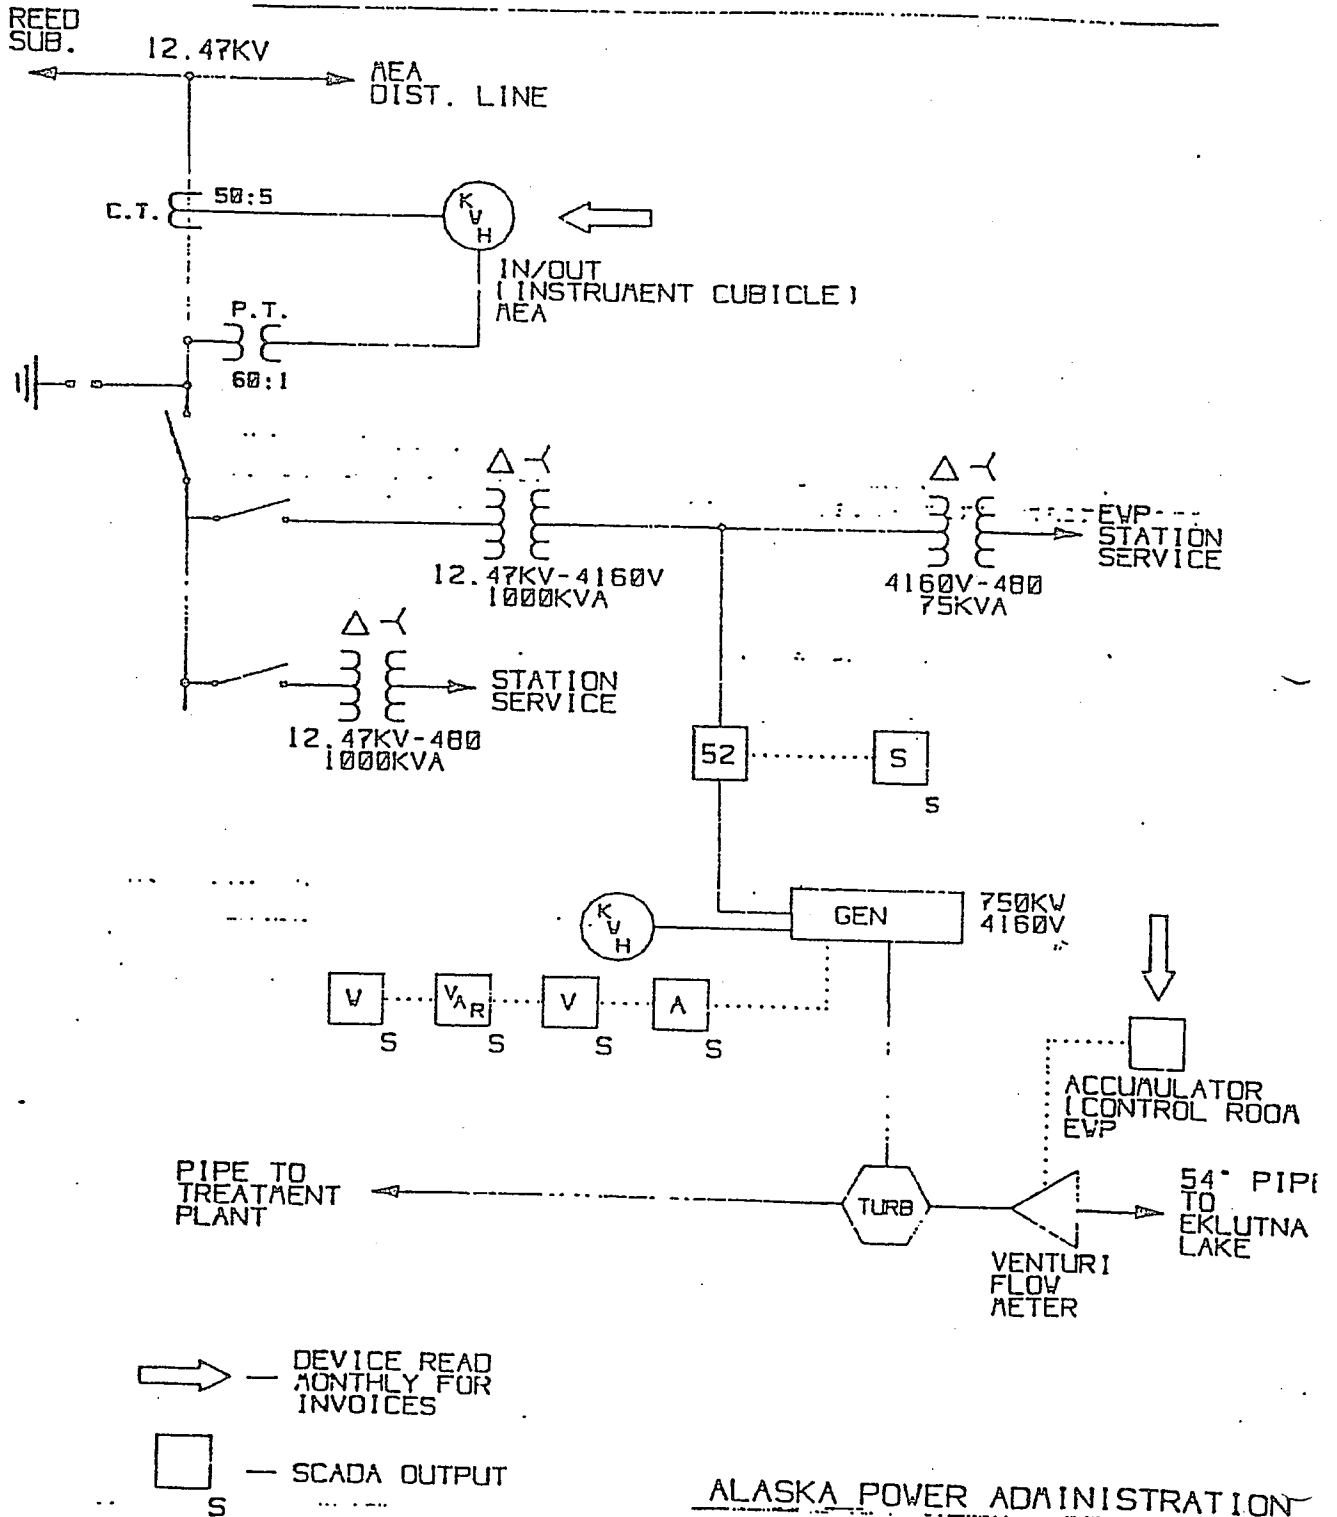 REED
SUB.
12.47KV
MEA
DIST. LINE
C.T.
50:5
K
W
H
IN/OUT
(INSTRUMENT CUBICLE)
MEA
P.T.
60:1
12.47KV-4160V
1000KVA
4160V-480
75KVA
EWP
STATION
SERVICE
STATION
SERVICE
12.47KV-480
1000KVA
52
S
S
K
W
H
GEN
750KW
4160V
W
S
VAR
S
V
S
A
S
ACCUMULATOR
(CONTROL ROOM
EWP
PIPE TO
TREATMENT
PLANT
TURB
54" PIPE
TO
EKLUTNA
LAKE
VENTURI
FLOW
METER
— DEVICE READ
MONTHLY FOR
INVOICES
— SCADA OUTPUT
S
ALASKA POWER ADMINISTRATION